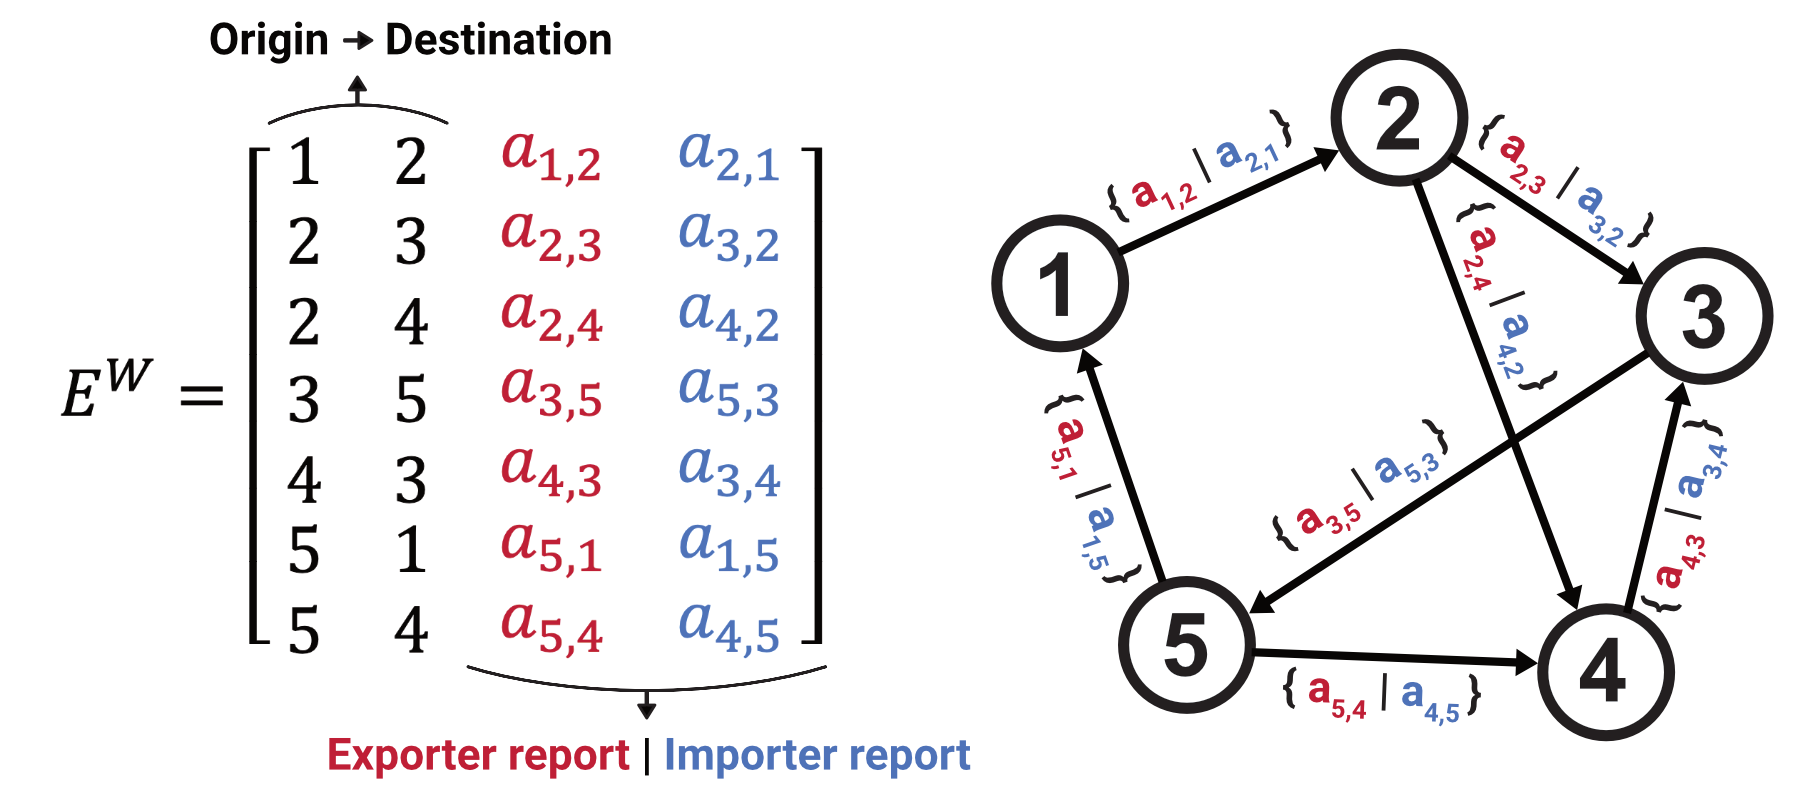 Origin → Destination
E^W =
1 2 a_{1,2} a_{2,1}
2 3 a_{2,3} a_{3,2}
2 4 a_{2,4} a_{4,2}
3 5 a_{3,5} a_{5,3}
4 3 a_{4,3} a_{3,4}
5 1 a_{5,1} a_{1,5}
5 4 a_{5,4} a_{4,5}
Exporter report | Importer report
2
{ a_{1,2} | a_{2,1} }
{ a_{2,3} | a_{3,2} }
1
{ a_{2,4} | a_{4,2} }
3
{ a_{5,1} | a_{1,5} }
{ a_{3,5} | a_{5,3} }
{ a_{4,3} | a_{3,4} }
5
4
{ a_{5,4} | a_{4,5} }